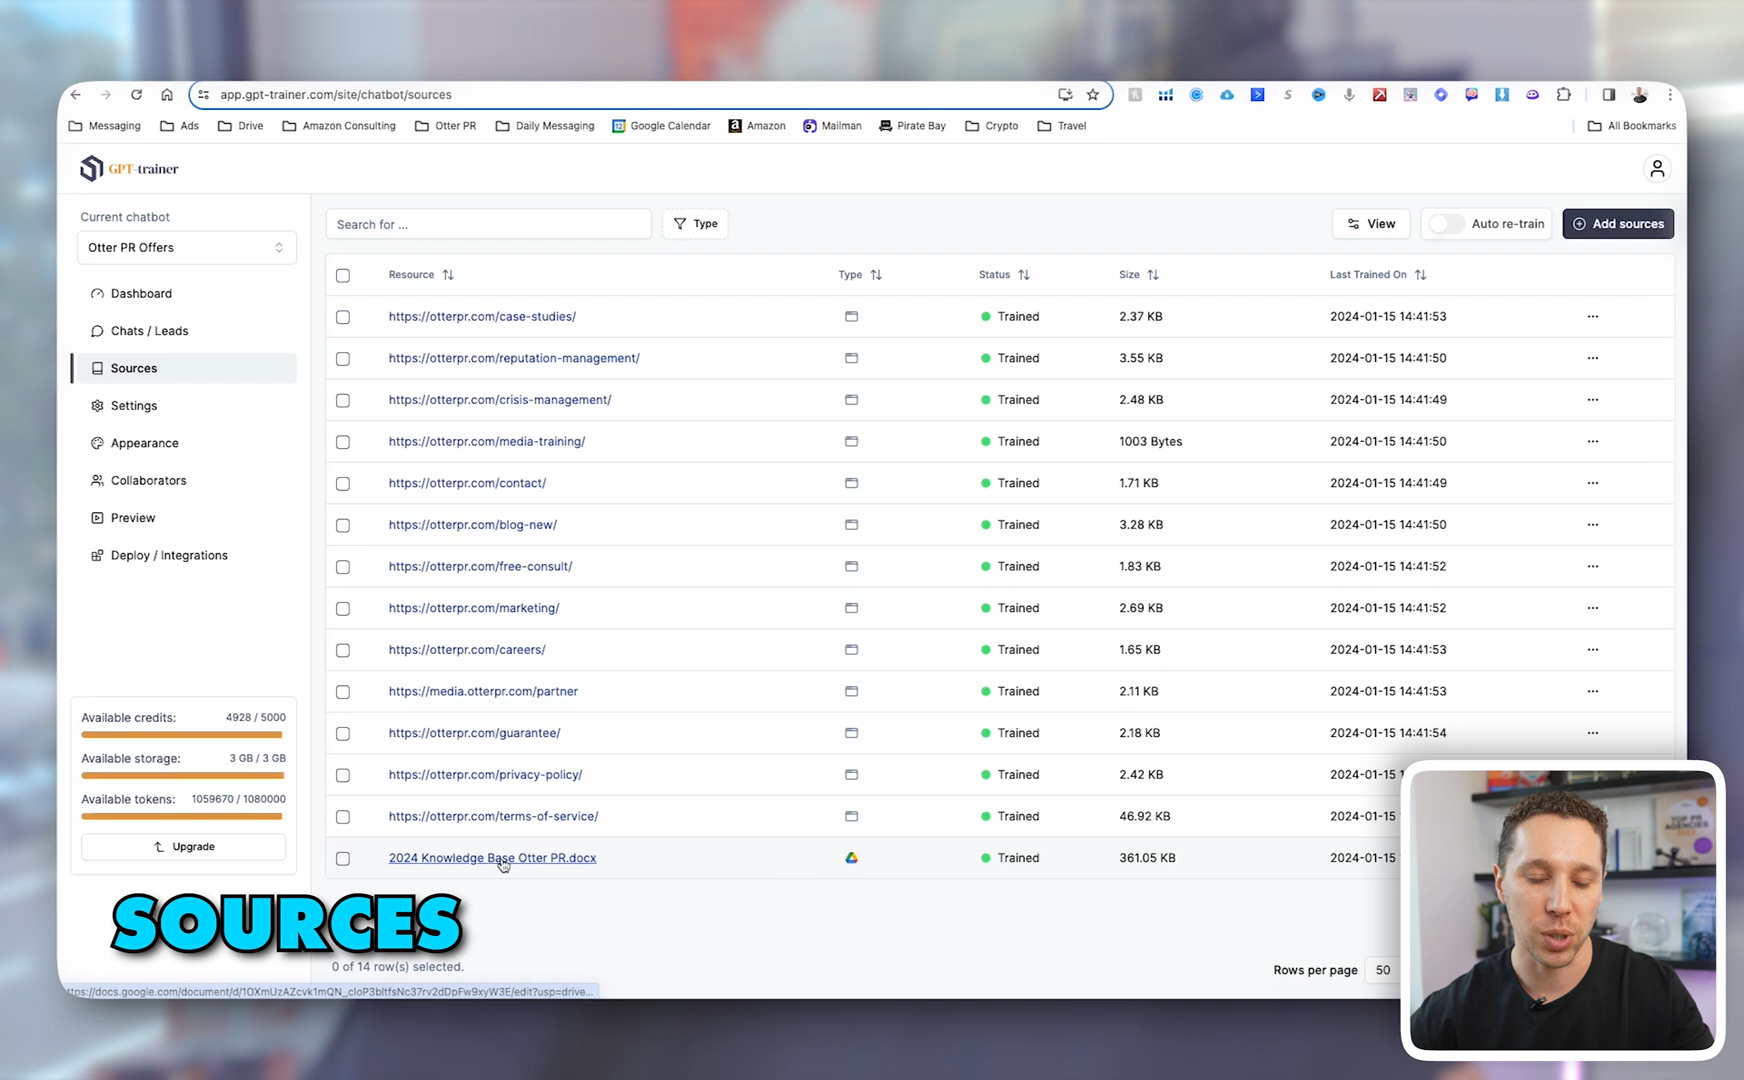 app.gpt-trainer.com/site/chatbot/sources
Messaging
Ads
Drive
Amazon Consulting
Otter PR
Daily Messaging
Google Calendar
Amazon
Mailman
Pirate Bay
Crypto
Travel
All Bookmarks
GPT-trainer
Current chatbot
Otter PR Offers
Dashboard
Chats / Leads
Sources
Settings
Appearance
Collaborators
Preview
Deploy / Integrations
Available credits: 4928 / 5000
Available storage: 3 GB / 3 GB
Available tokens: 1059670 / 1080000
Upgrade
Search for ...
Type
View
Auto re-train
Add sources
Resource Type Status Size Last Trained On
https://otterpr.com/case-studies/ Trained 2.37 KB 2024-01-15 14:41:53
https://otterpr.com/reputation-management/ Trained 3.55 KB 2024-01-15 14:41:50
https://otterpr.com/crisis-management/ Trained 2.48 KB 2024-01-15 14:41:49
https://otterpr.com/media-training/ Trained 1003 Bytes 2024-01-15 14:41:50
https://otterpr.com/contact/ Trained 1.71 KB 2024-01-15 14:41:49
https://otterpr.com/blog-new/ Trained 3.28 KB 2024-01-15 14:41:50
https://otterpr.com/free-consult/ Trained 1.83 KB 2024-01-15 14:41:52
https://otterpr.com/marketing/ Trained 2.69 KB 2024-01-15 14:41:52
https://otterpr.com/careers/ Trained 1.65 KB 2024-01-15 14:41:53
https://media.otterpr.com/partner Trained 2.11 KB 2024-01-15 14:41:53
https://otterpr.com/guarantee/ Trained 2.18 KB 2024-01-15 14:41:54
https://otterpr.com/privacy-policy/ Trained 2.42 KB 2024-01-15 1
https://otterpr.com/terms-of-service/ Trained 46.92 KB 2024-01-15 1
2024 Knowledge Base Otter PR.docx Trained 361.05 KB 2024-01-15 1
SOURCES
0 of 14 row(s) selected.
Rows per page 50
TOP PR
AGENCIES